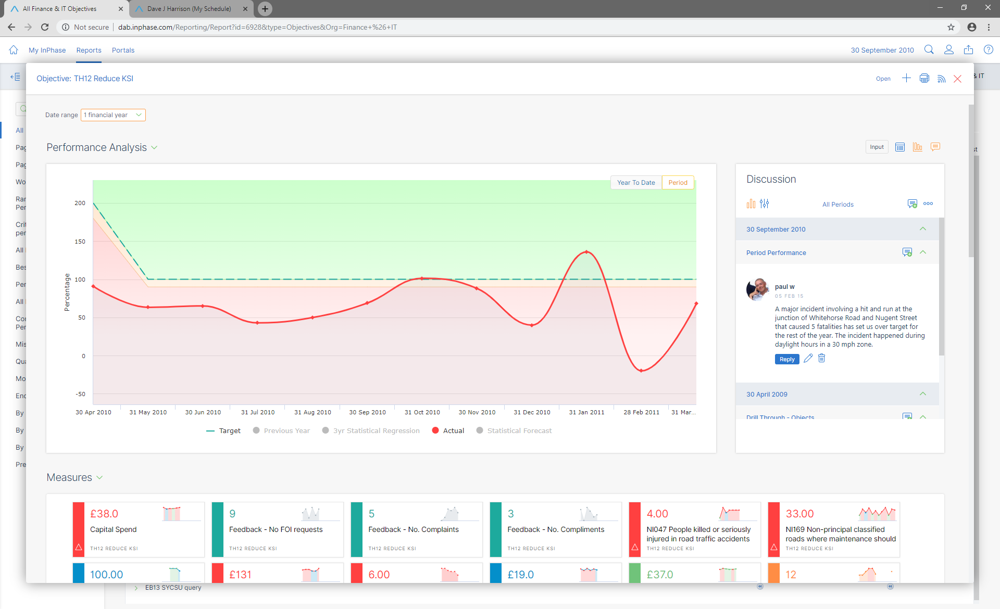 All Finance & IT Objectives
Dave J Harrison (My Schedule)
Not secure
dab.inphase.com/Reporting/Report?id=6928&type=Objectives&Org=Finance+%26+IT
My InPhase
Reports
Portals
30 September 2010
Objective: TH12 Reduce KSI
Open
& IT
Date range
1 financial year
All
Pag
Pag
Wo
Ran
Per
Crit
per
All
Bes
Per
All
Con
Per
Mis
Qua
Mo
Enc
By
By
By
Pre
Performance Analysis
Input
st
Year To Date
Period
Percentage
200
150
100
50
0
-50
30 Apr 2010
31 May 2010
30 Jun 2010
31 Jul 2010
31 Aug 2010
30 Sep 2010
31 Oct 2010
30 Nov 2010
31 Dec 2010
31 Jan 2011
28 Feb 2011
31 Mar...
Target
Previous Year
3yr Statistical Regression
Actual
Statistical Forecast
Discussion
All Periods
30 September 2010
Period Performance
paul w
05 FEB 15
A major incident involving a hit and run at the
junction of Whitehorse Road and Nugent Street
that caused 5 fatalities has set us over target for
the rest of the year. The incident happened during
daylight hours in a 30 mph zone.
Reply
30 April 2009
Drill Through - Objects
Measures
£38.0
Capital Spend
TH12 REDUCE KSI
9
Feedback - No FOI requests
TH12 REDUCE KSI
5
Feedback - No. Complaints
TH12 REDUCE KSI
3
Feedback - No. Compliments
TH12 REDUCE KSI
4.00
NI047 People killed or seriously
injured in road traffic accidents
TH12 REDUCE KSI
33.00
NI169 Non-principal classified
roads where maintenance should
TH12 REDUCE KSI
100.00
£131
6.00
£19.0
£37.0
12
EB13 SYCSU query